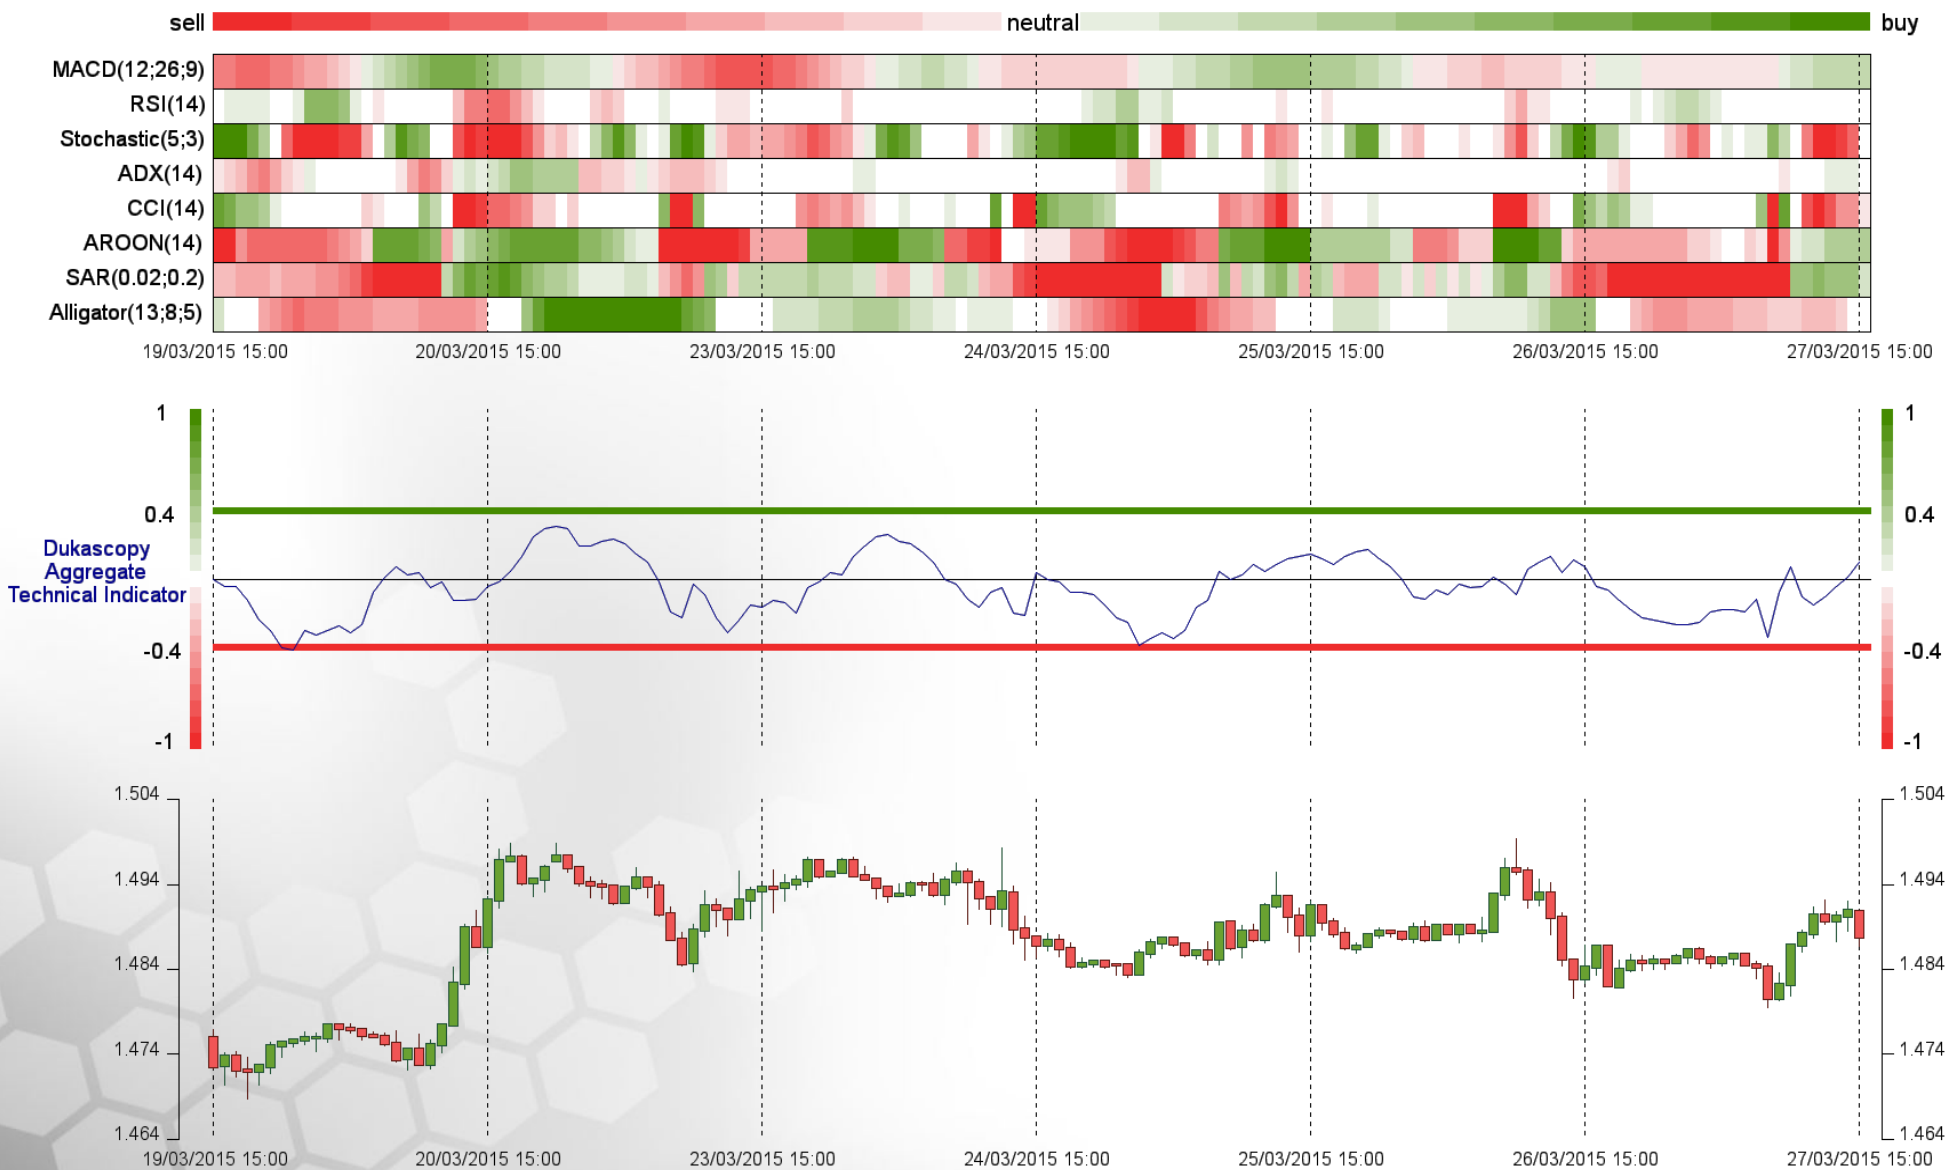 sell neutral buy
MACD(12;26;9)
RSI(14)
Stochastic(5;3)
ADX(14)
CCI(14)
AROON(14)
SAR(0.02;0.2)
Alligator(13;8;5)
19/03/2015 15:00 20/03/2015 15:00 23/03/2015 15:00 24/03/2015 15:00 25/03/2015 15:00 26/03/2015 15:00 27/03/2015 15:00
1 1
0.4 0.4
Dukascopy
Aggregate
Technical Indicator
-0.4 -0.4
-1 -1
1.504 1.504
1.494 1.494
1.484 1.484
1.474 1.474
1.464 1.464
19/03/2015 15:00 20/03/2015 15:00 23/03/2015 15:00 24/03/2015 15:00 25/03/2015 15:00 26/03/2015 15:00 27/03/2015 15:00